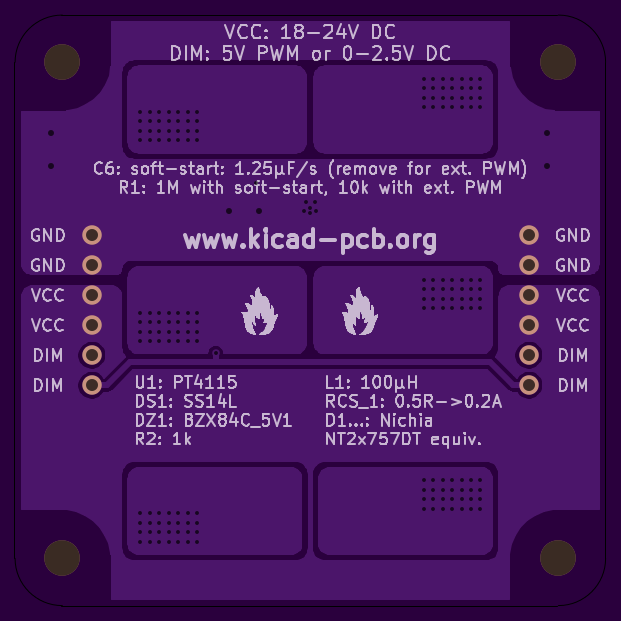 VCC: 18-24V DC
DIM: 5V PWM or 0-2.5V DC
C6: soft-start: 1.25µF/s (remove for ext. PWM)
R1: 1M with soft-start, 10k with ext. PWM
www.kicad-pcb.org
GND GND
GND GND
VCC VCC
VCC VCC
DIM DIM
DIM DIM
U1: PT4115 L1: 100µH
DS1: SS14L RCS_1: 0.5R->0.2A
DZ1: BZX84C_5V1 D1...: Nichia
R2: 1k NT2x757DT equiv.